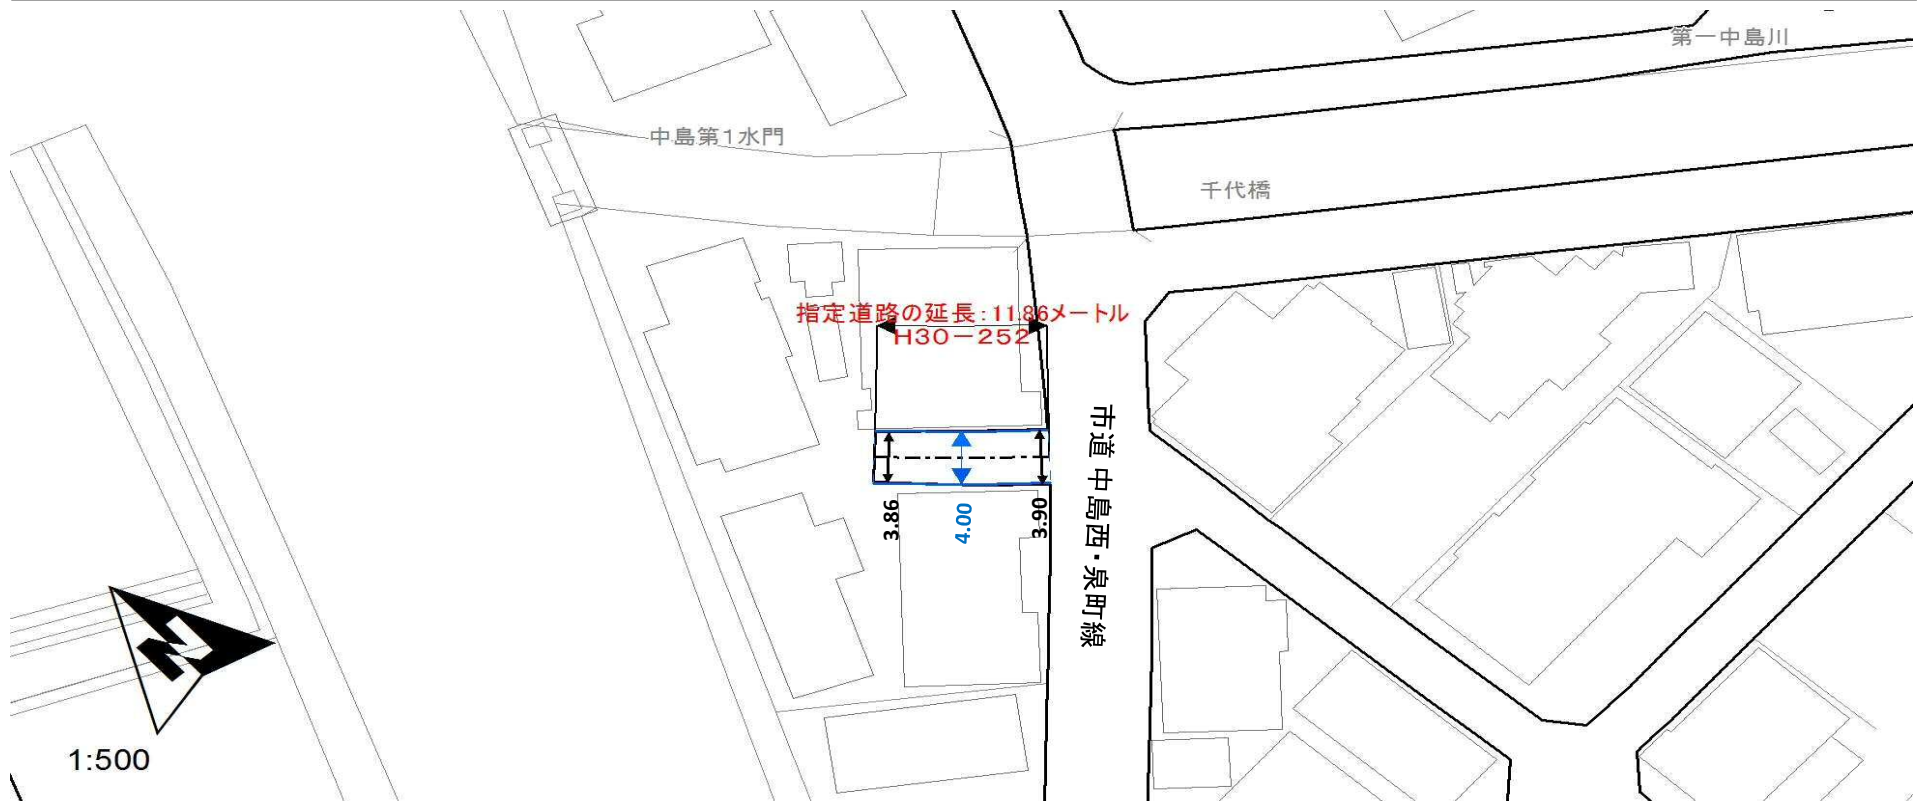 第一中島川
中島第1水門
千代橋
指定道路の延長:11.86メートル
H30-252
市道 中島西・泉町線
3.86
4.00
3.90
N
1:500